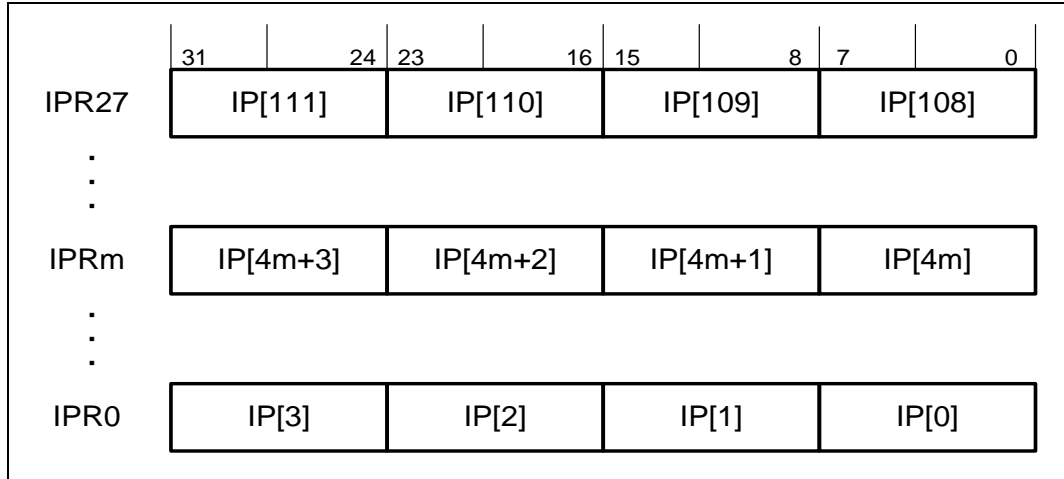 31 24 23 16 15 8 7 0
IPR27 IP[111] IP[110] IP[109] IP[108]
IPRm IP[4m+3] IP[4m+2] IP[4m+1] IP[4m]
IPR0 IP[3] IP[2] IP[1] IP[0]